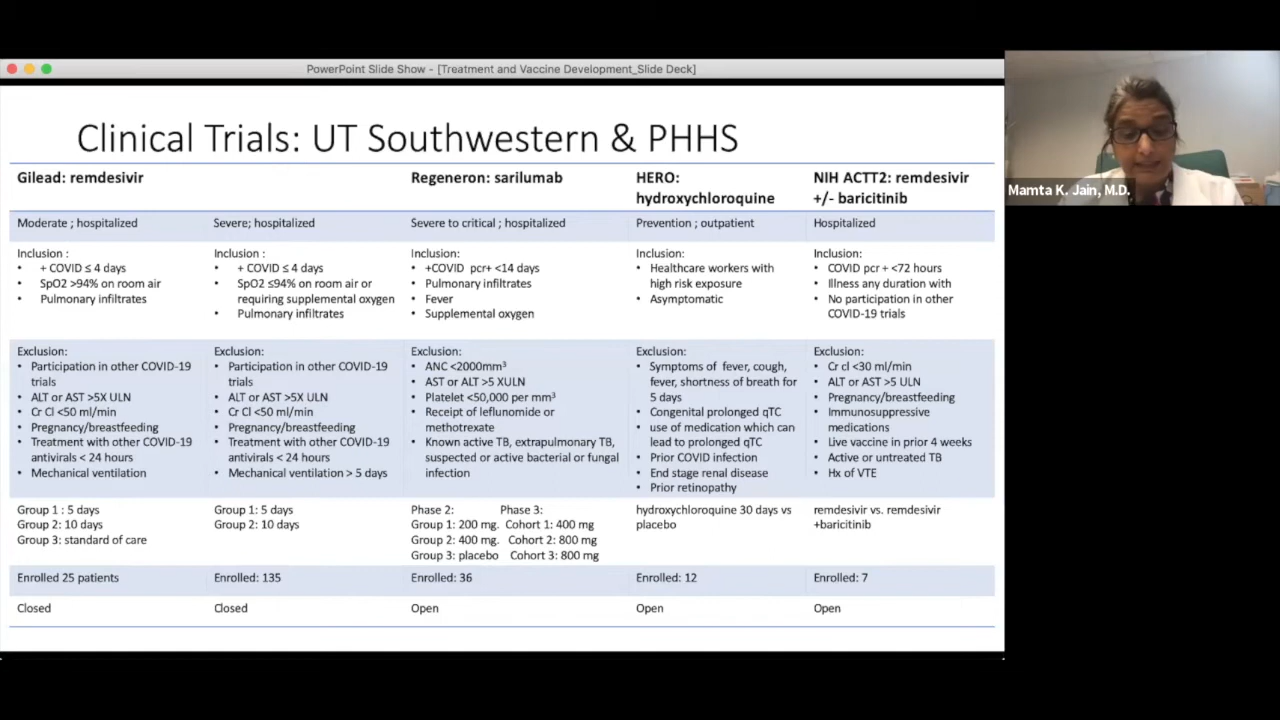 PowerPoint Slide Show - [Treatment and Vaccine Development_Slide Deck]
Clinical Trials: UT Southwestern & PHHS
Gilead: remdesivir
Regeneron: sarilumab
HERO:
hydroxychloroquine
NIH ACTT2: remdesivir
+/- baricitinib
Moderate ; hospitalized
Severe; hospitalized
Severe to critical ; hospitalized
Prevention ; outpatient
Hospitalized
Inclusion :
• + COVID ≤ 4 days
• SpO2 >94% on room air
• Pulmonary infiltrates
Inclusion :
• + COVID ≤ 4 days
• SpO2 ≤94% on room air or
requiring supplemental oxygen
• Pulmonary infiltrates
Inclusion:
• +COVID pcr+ <14 days
• Pulmonary infiltrates
• Fever
• Supplemental oxygen
Inclusion:
• Healthcare workers with
high risk exposure
• Asymptomatic
Inclusion:
• COVID pcr + <72 hours
• Illness any duration with
• No participation in other
COVID-19 trials
Exclusion:
• Participation in other COVID-19
trials
• ALT or AST >5X ULN
• Cr Cl <50 ml/min
• Pregnancy/breastfeeding
• Treatment with other COVID-19
antivirals < 24 hours
• Mechanical ventilation
Exclusion:
• Participation in other COVID-19
trials
• ALT or AST >5X ULN
• Cr Cl <50 ml/min
• Pregnancy/breastfeeding
• Treatment with other COVID-19
antivirals < 24 hours
• Mechanical ventilation > 5 days
Exclusion:
• ANC <2000mm³
• AST or ALT >5 XULN
• Platelet <50,000 per mm³
• Receipt of leflunomide or
methotrexate
• Known active TB, extrapulmonary TB,
suspected or active bacterial or fungal
infection
Exclusion:
• Symptoms of fever, cough,
fever, shortness of breath for
5 days
• Congenital prolonged qTC
• use of medication which can
lead to prolonged qTC
• Prior COVID infection
• End stage renal disease
• Prior retinopathy
Exclusion:
• Cr cl <30 ml/min
• ALT or AST >5 ULN
• Pregnancy/breastfeeding
• Immunosuppressive
medications
• Live vaccine in prior 4 weeks
• Active or untreated TB
• Hx of VTE
Group 1 : 5 days
Group 2: 10 days
Group 3: standard of care
Group 1: 5 days
Group 2: 10 days
Phase 2: Phase 3:
Group 1: 200 mg. Cohort 1: 400 mg
Group 2: 400 mg. Cohort 2: 800 mg
Group 3: placebo Cohort 3: 800 mg
hydroxychloroquine 30 days vs
placebo
remdesivir vs. remdesivir
+baricitinib
Enrolled 25 patients
Enrolled: 135
Enrolled: 36
Enrolled: 12
Enrolled: 7
Closed
Closed
Open
Open
Open
Mamta K. Jain, M.D.